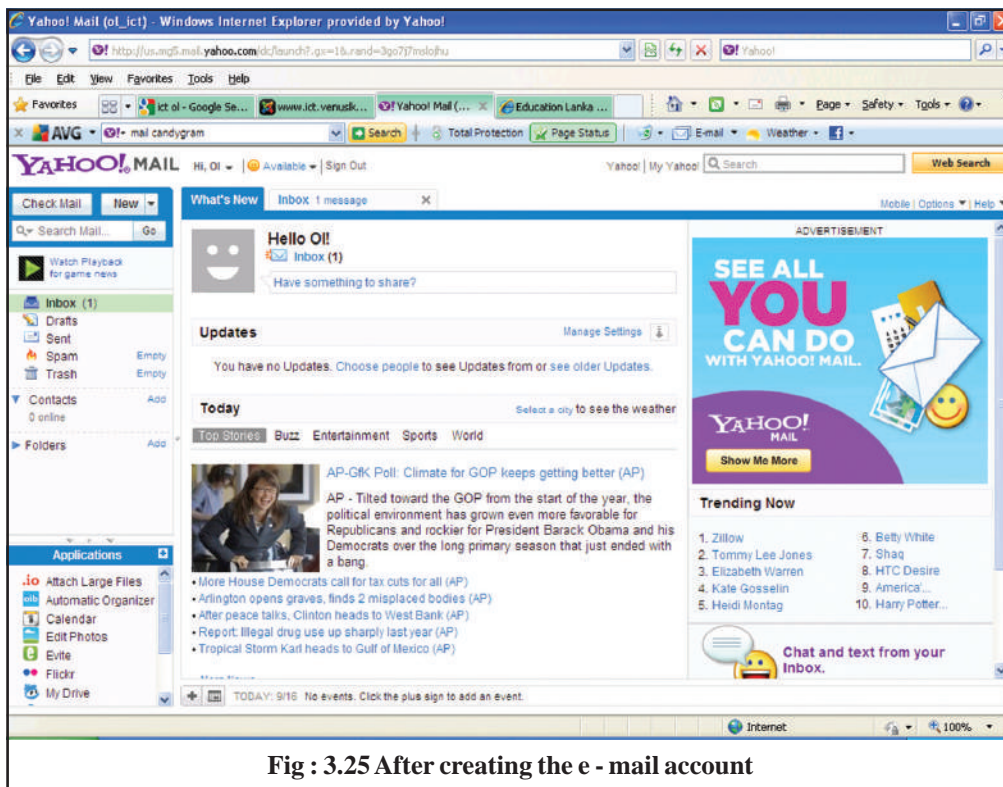 Yahoo! Mail (ol_ict) - Windows Internet Explorer provided by Yahoo!
File Edit View Favorites Tools Help
Favorites ict ol - Google Se... www.ict.venusk... Yahoo! Mail (... Education Lanka ... Page Safety Tools
AVG mail candygram Search Total Protection Page Status E-mail Weather
YAHOO! MAIL Hi, Ol Available Sign Out Yahoo! My Yahoo! Search Web Search
Check Mail New What's New Inbox 1 message Mobile | Options Help
Search Mail... Go
Watch Playback
for game news
Inbox (1)
Drafts
Sent
Spam Empty
Trash Empty
Contacts Add
0 online
Folders Add
Applications
.io Attach Large Files
oib Automatic Organizer
Calendar
Edit Photos
Evite
Flickr
My Drive
Hello Ol!
Inbox (1)
Have something to share?
Updates Manage Settings
You have no Updates. Choose people to see Updates from or see older Updates.
Today Select a city to see the weather
Top Stories Buzz Entertainment Sports World
AP-GfK Poll: Climate for GOP keeps getting better (AP)
AP - Tilted toward the GOP from the start of the year, the
political environment has grown even more favorable for
Republicans and rockier for President Barack Obama and his
Democrats over the long primary season that just ended with
a bang.
• More House Democrats call for tax cuts for all (AP)
• Arlington opens graves, finds 2 misplaced bodies (AP)
• After peace talks, Clinton heads to West Bank (AP)
• Report: Illegal drug use up sharply last year (AP)
• Tropical Storm Karl heads to Gulf of Mexico (AP)
TODAY: 9/16 No events. Click the plus sign to add an event.
ADVERTISEMENT
SEE ALL
YOU
CAN DO
WITH YAHOO! MAIL.
YAHOO!
MAIL
Show Me More
Trending Now
1. Zillow
2. Tommy Lee Jones
3. Elizabeth Warren
4. Kate Gosselin
5. Heidi Montag
6. Betty White
7. Shaq
8. HTC Desire
9. America'...
10. Harry Potter...
Chat and text from your
Inbox.
Internet 100%
Fig : 3.25 After creating the e - mail account